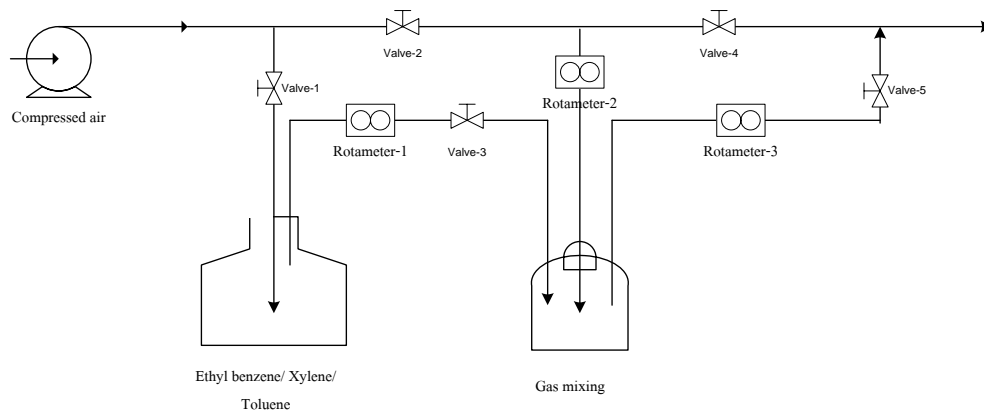 Valve-2
Valve-4
Valve-1
Rotameter-2
Valve-5
Compressed air
Rotameter-1
Valve-3
Rotameter-3
Ethyl benzene/ Xylene/
Toluene
Gas mixing